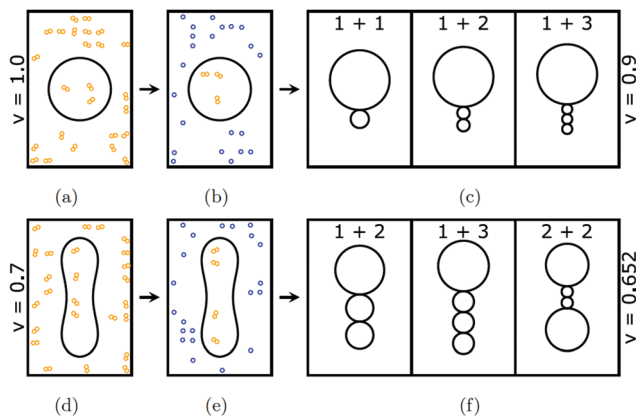 v = 1.0
1 + 1
1 + 2
1 + 3
v = 0.9
(a)
(b)
(c)
v = 0.7
1 + 2
1 + 3
2 + 2
v = 0.652
(d)
(e)
(f)